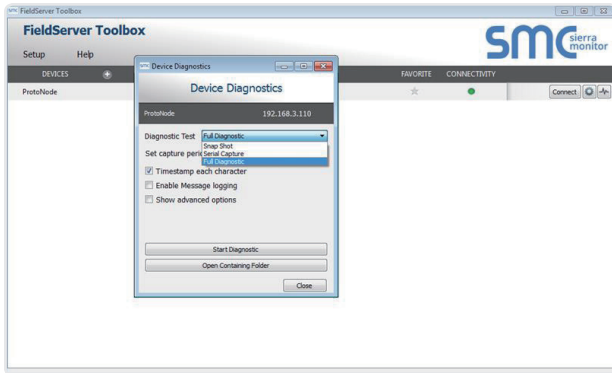 FieldServer Toolbox
FieldServer Toolbox
SMC sierra monitor
Setup Help
DEVICES FAVORITE CONNECTIVITY
ProtoNode Connect
Device Diagnostics
Device Diagnostics
ProtoNode 192.168.3.110
Diagnostic Test Full Diagnostic
Snap Shot
Set capture peri Serial Capture
Full Diagnostic
Timestamp each character
Enable Message logging
Show advanced options
Start Diagnostic
Open Containing Folder
Close